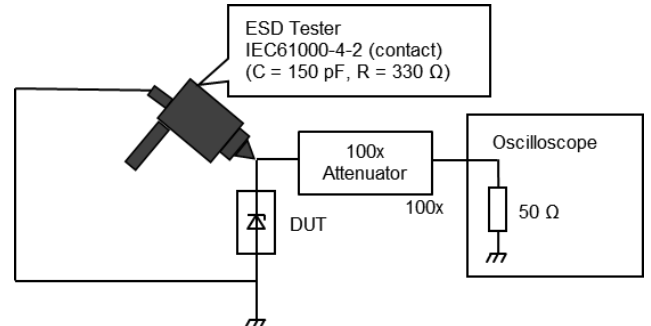 ESD Tester
IEC61000-4-2 (contact)
(C = 150 pF, R = 330 Ω)
100x
Attenuator
100x
Oscilloscope
50 Ω
DUT